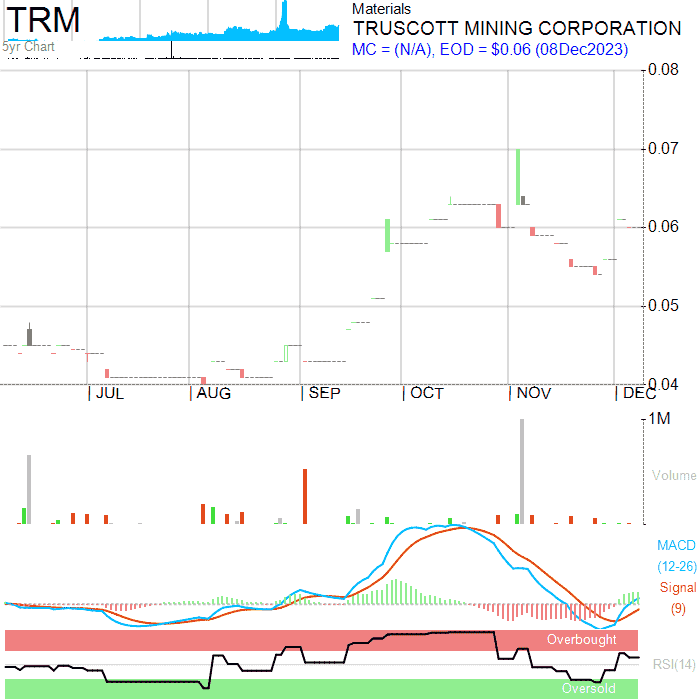 TRM
Materials
TRUSCOTT MINING CORPORATION
5yr Chart
MC = (N/A), EOD = $0.06 (08Dec2023)
0.08
0.07
0.06
0.05
0.04
JUL
AUG
SEP
OCT
NOV
DEC
1M
Volume
MACD
(12-26)
Signal
(9)
Overbought
RSI(14)
Oversold